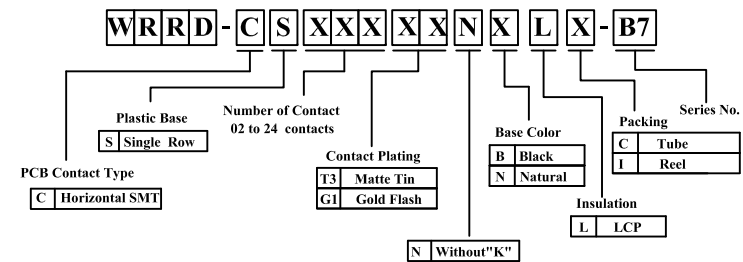 WRRD-CSXXXXXNXLX-B7
Plastic Base
S Single Row
PCB Contact Type
C Horizontal SMT
Number of Contact
02 to 24 contacts
Contact Plating
T3 Matte Tin
G1 Gold Flash
N Without"K"
Base Color
B Black
N Natural
Insulation
L LCP
Packing
C Tube
I Reel
Series No.